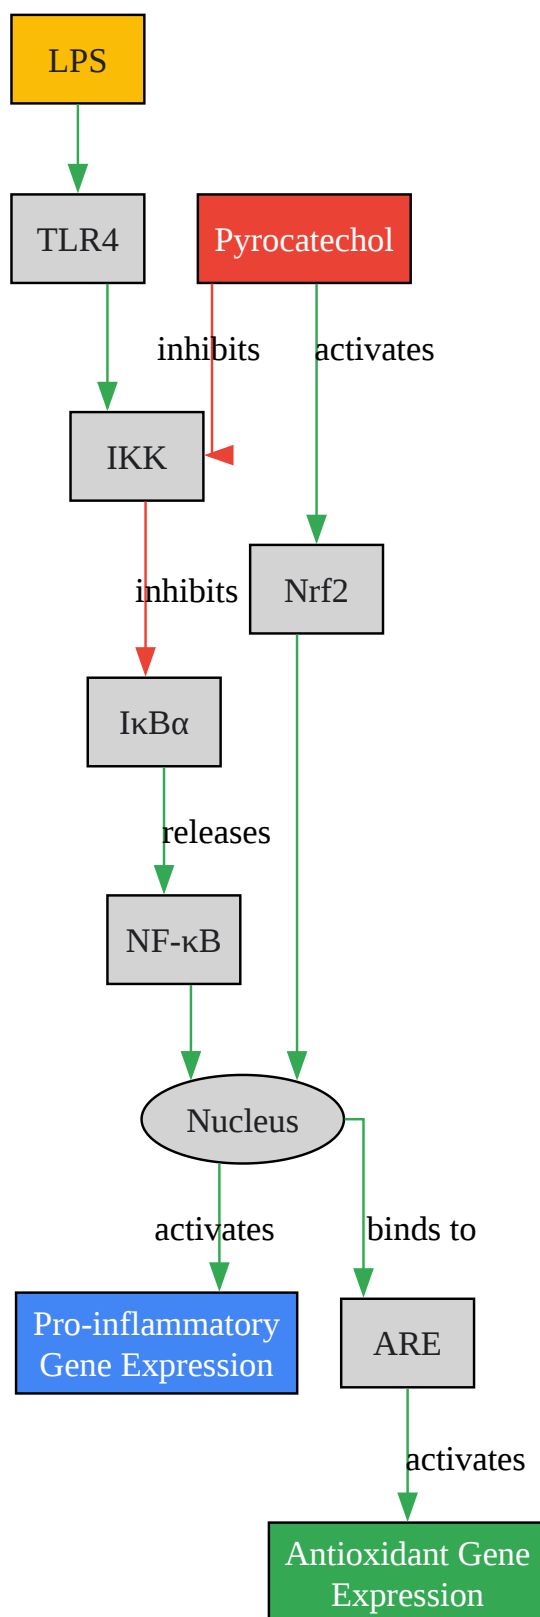 LPS
TLR4
Pyrocatechol
inhibits
activates
IKK
Nrf2
inhibits
IκBα
releases
NF-κB
Nucleus
activates
binds to
Pro-inflammatory
Gene Expression
ARE
activates
Antioxidant Gene
Expression